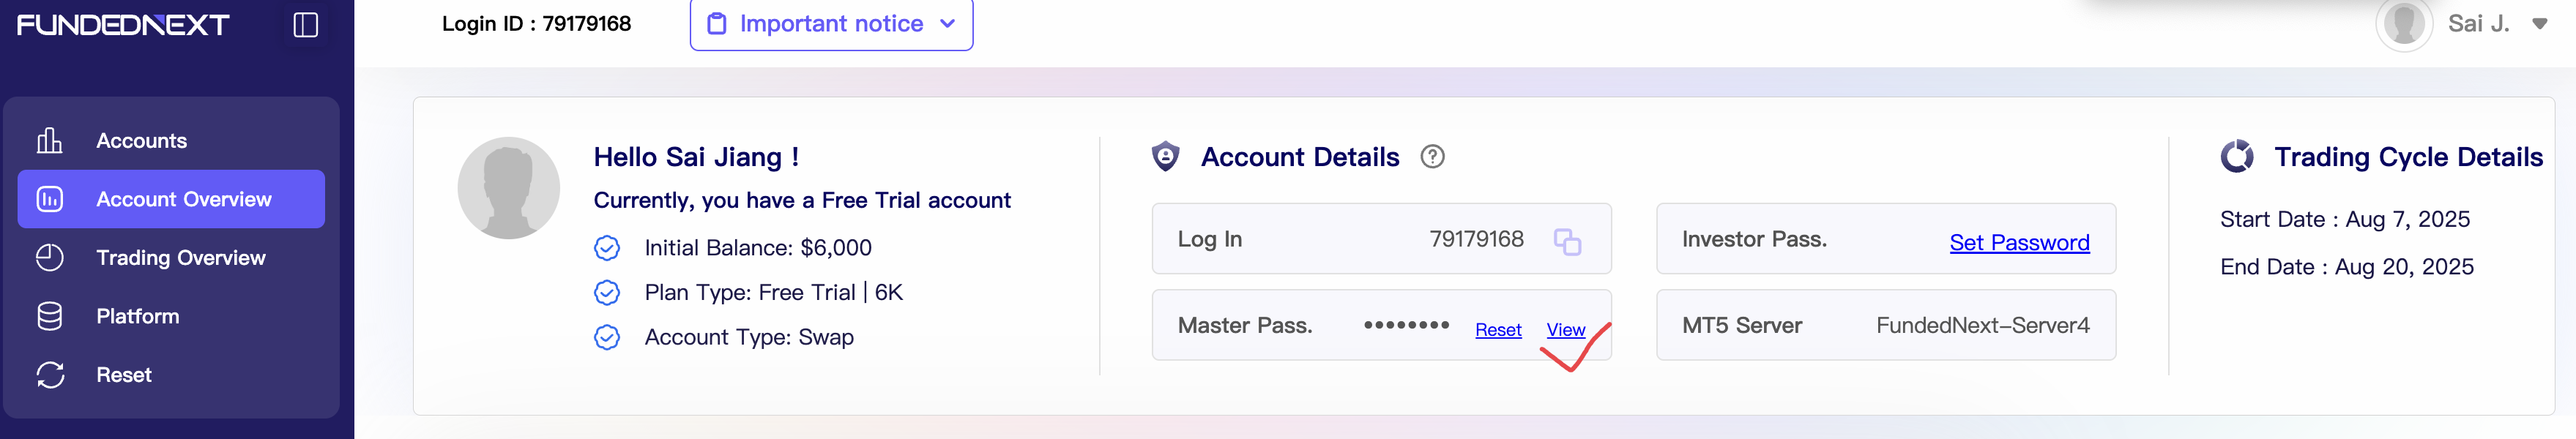 FUNDEDNEXT
Login ID : 79179168
Important notice
Sai J.
Accounts
Account Overview
Trading Overview
Platform
Reset
Hello Sai Jiang !
Currently, you have a Free Trial account
Initial Balance: $6,000
Plan Type: Free Trial | 6K
Account Type: Swap
Account Details ?
Log In 79179168
Investor Pass. Set Password
Master Pass. •••••••• Reset View
MT5 Server FundedNext-Server4
Trading Cycle Details
Start Date : Aug 7, 2025
End Date : Aug 20, 2025